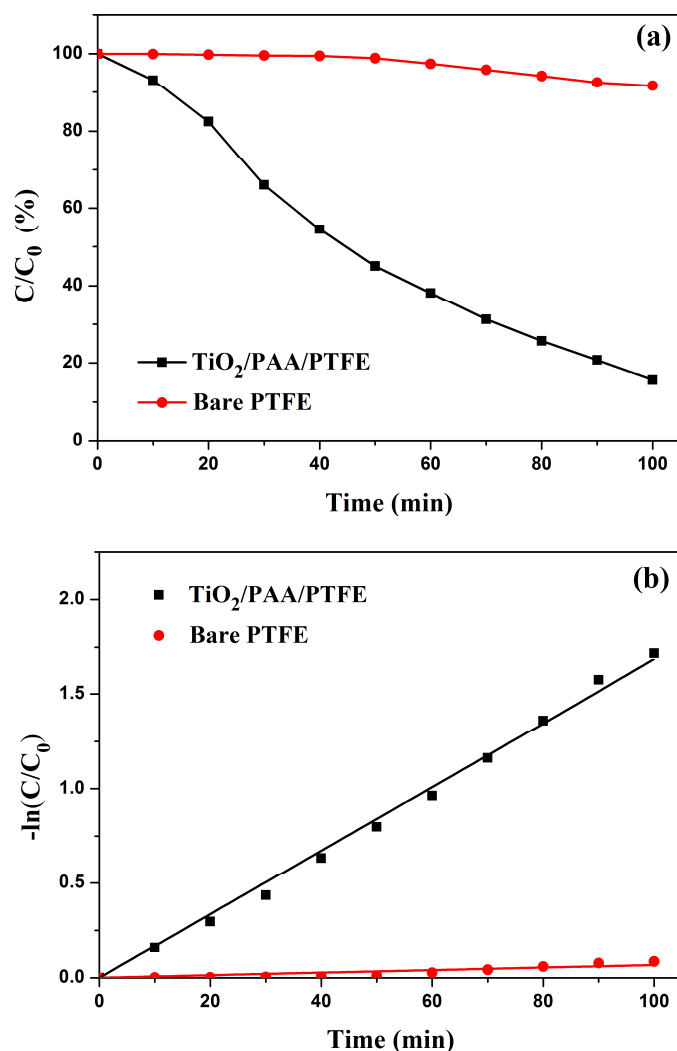 (a)
100
80
60
40
20
0
C/C₀ (%)
TiO₂/PAA/PTFE
Bare PTFE
0 20 40 60 80 100
Time (min)
(b)
2.0
1.5
1.0
0.5
0.0
-ln(C/C₀)
TiO₂/PAA/PTFE
Bare PTFE
0 20 40 60 80 100
Time (min)